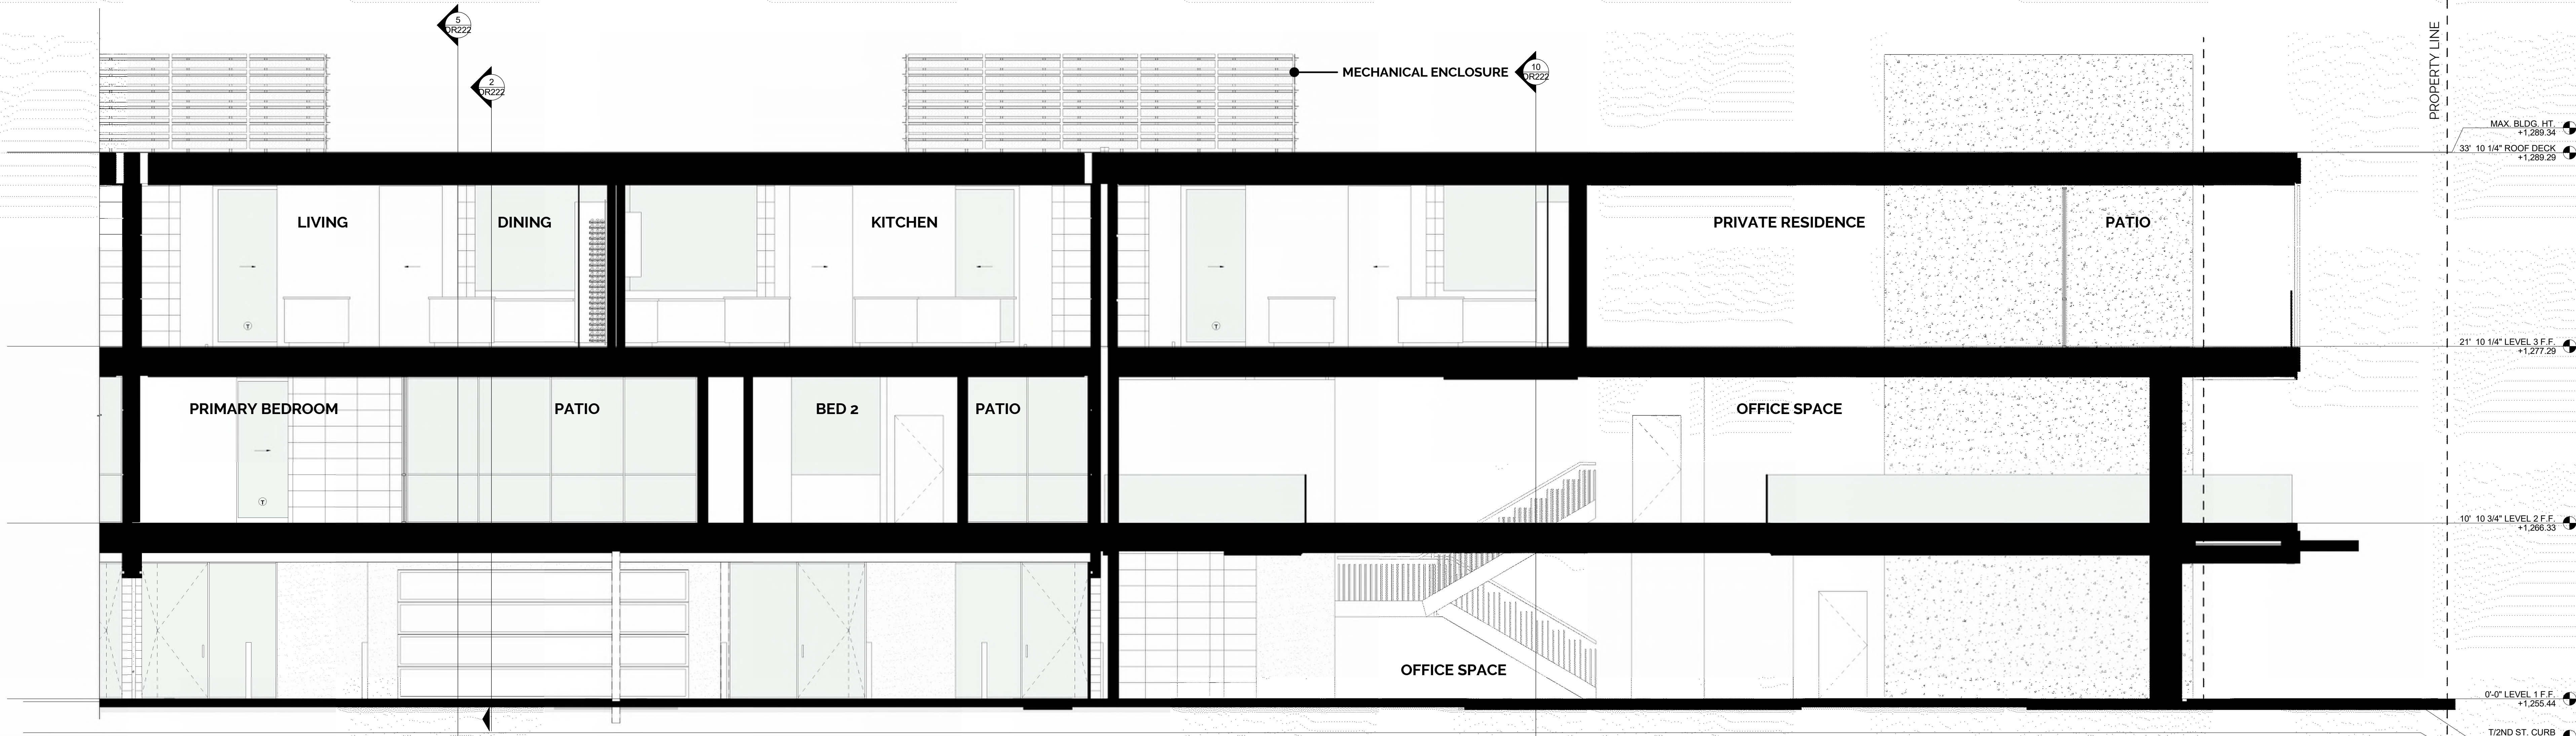 5
DR222
2
DR222
MECHANICAL ENCLOSURE
10
DR222
PROPERTY LINE
MAX. BLDG. HT.
+1,289.34
33' 10 1/4" ROOF DECK
+1,289.29
LIVING
DINING
KITCHEN
PRIVATE RESIDENCE
PATIO
T
T
21' 10 1/4" LEVEL 3 F.F.
+1,277.29
PRIMARY BEDROOM
PATIO
BED 2
PATIO
OFFICE SPACE
T
10' 10 3/4" LEVEL 2 F.F.
+1,266.33
OFFICE SPACE
0'-0" LEVEL 1 F.F.
+1,255.44
T/2ND ST. CURB